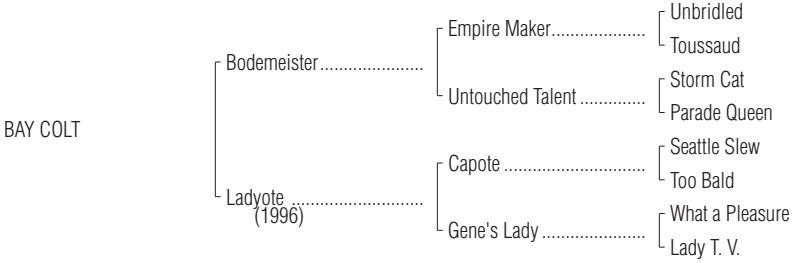 Unbridled
Empire Maker....................
Toussaud
Bodemeister......................
Storm Cat
Untouched Talent ..............
Parade Queen
BAY COLT
Seattle Slew
Capote ..............................
Too Bald
Ladyote ............................
(1996)
What a Pleasure
Gene's Lady ......................
Lady T. V.